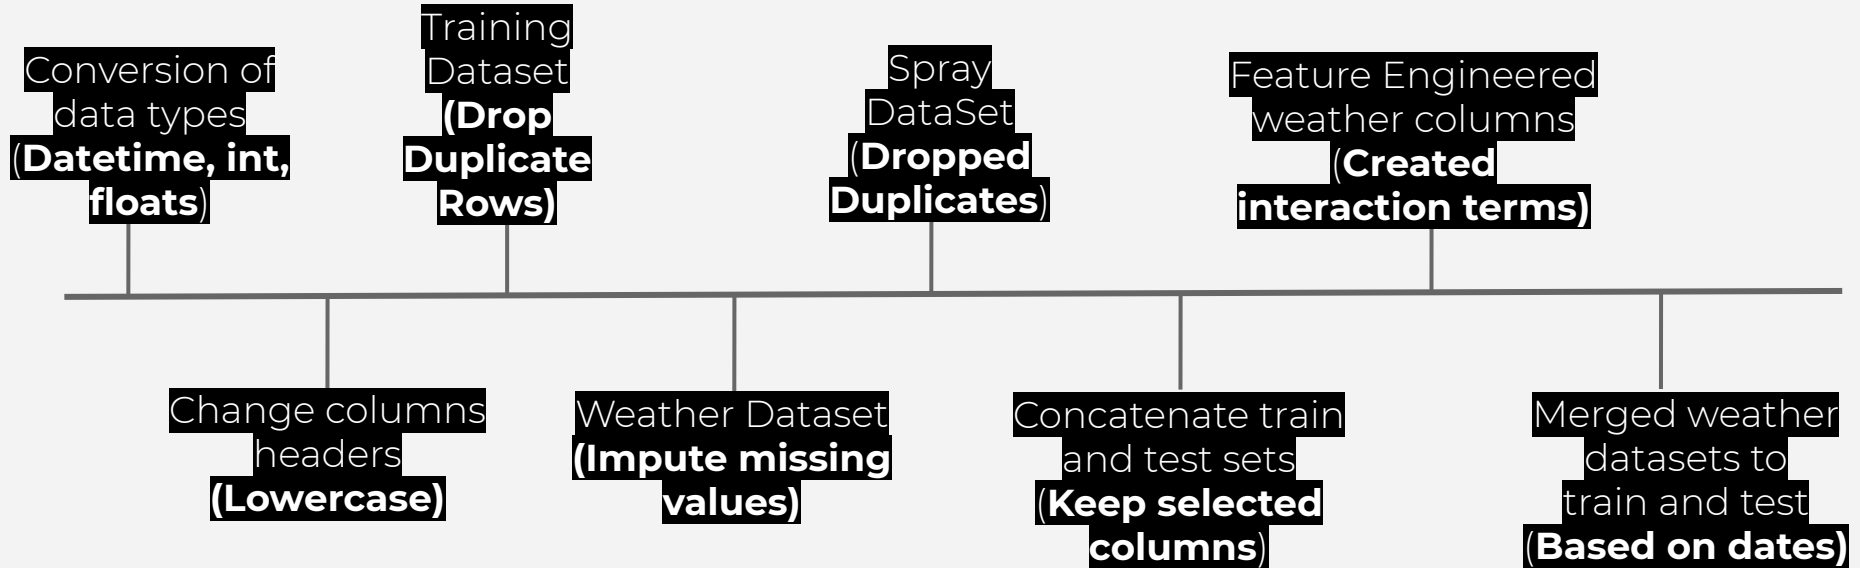 Conversion of
data types
(Datetime, int,
floats)
Change columns
headers
(Lowercase)
Training
Dataset
(Drop
Duplicate
Rows)
Weather Dataset
(Impute missing
values)
Spray
DataSet
(Dropped
Duplicates)
Concatenate train
and test sets
(Keep selected
columns)
Feature Engineered
weather columns
(Created
interaction terms)
Merged weather
datasets to
train and test
(Based on dates)